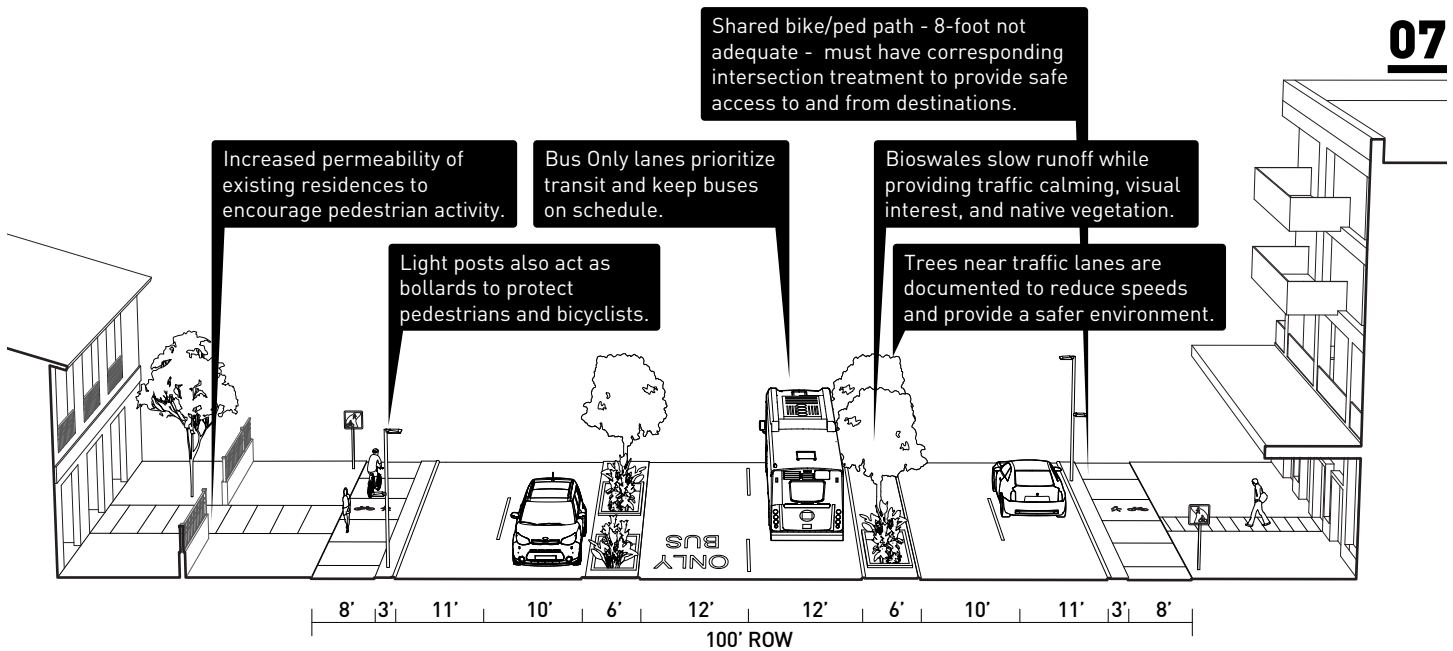 07
Shared bike/ped path - 8-foot not
adequate - must have corresponding
intersection treatment to provide safe
access to and from destinations.
Increased permeability of
existing residences to
encourage pedestrian activity.
Bus Only lanes prioritize
transit and keep buses
on schedule.
Bioswales slow runoff while
providing traffic calming, visual
interest, and native vegetation.
Light posts also act as
bollards to protect
pedestrians and bicyclists.
Trees near traffic lanes are
documented to reduce speeds
and provide a safer environment.
ONLY
BUS
8’ 3’ 11’ 10’ 6’ 12’ 12’ 6’ 10’ 11’ 3’ 8’
100’ ROW